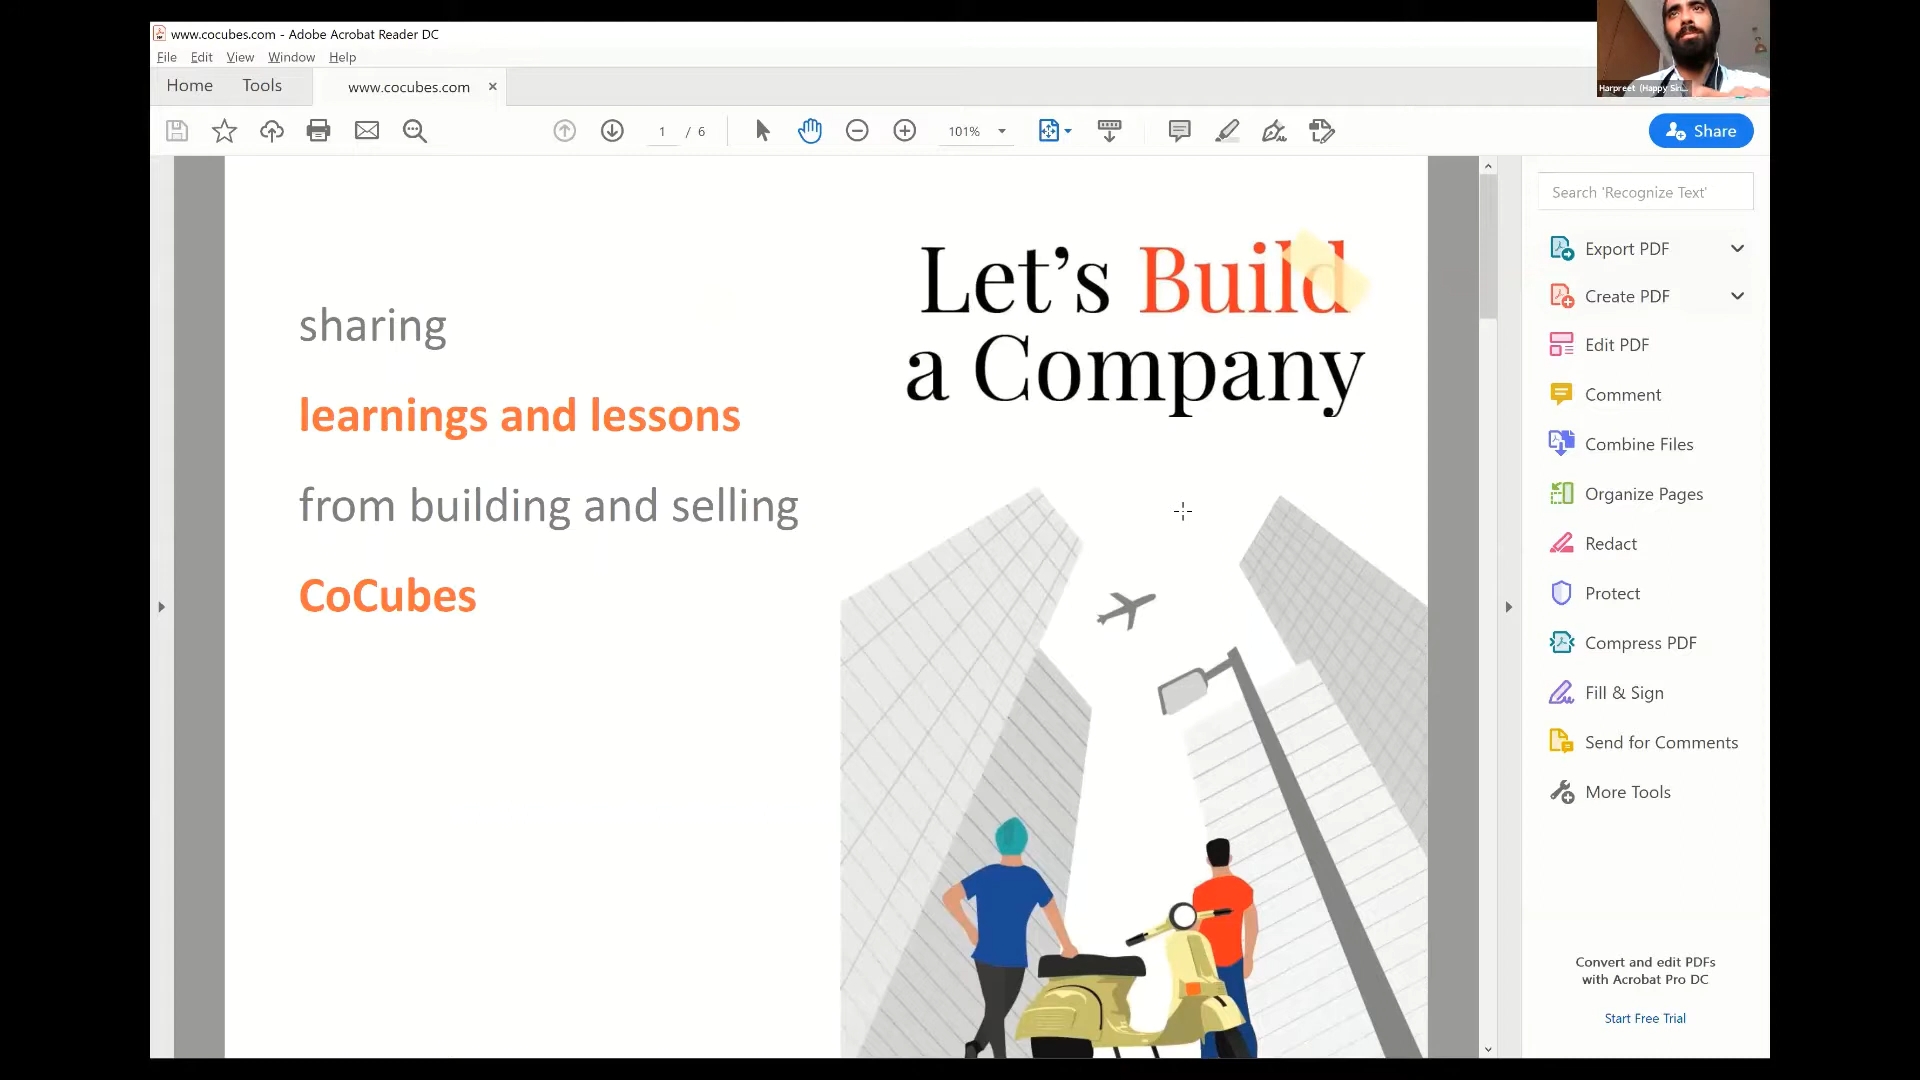 www.cocubes.com - Adobe Acrobat Reader DC
File Edit View Window Help
Home Tools www.cocubes.com ×
1 / 6 101% Share
Harpreet (Happy Sin...
sharing
learnings and lessons
from building and selling
CoCubes
Let’s Build
a Company
Search 'Recognize Text'
Export PDF
Create PDF
Edit PDF
Comment
Combine Files
Organize Pages
Redact
Protect
Compress PDF
Fill & Sign
Send for Comments
More Tools
Convert and edit PDFs
with Acrobat Pro DC
Start Free Trial